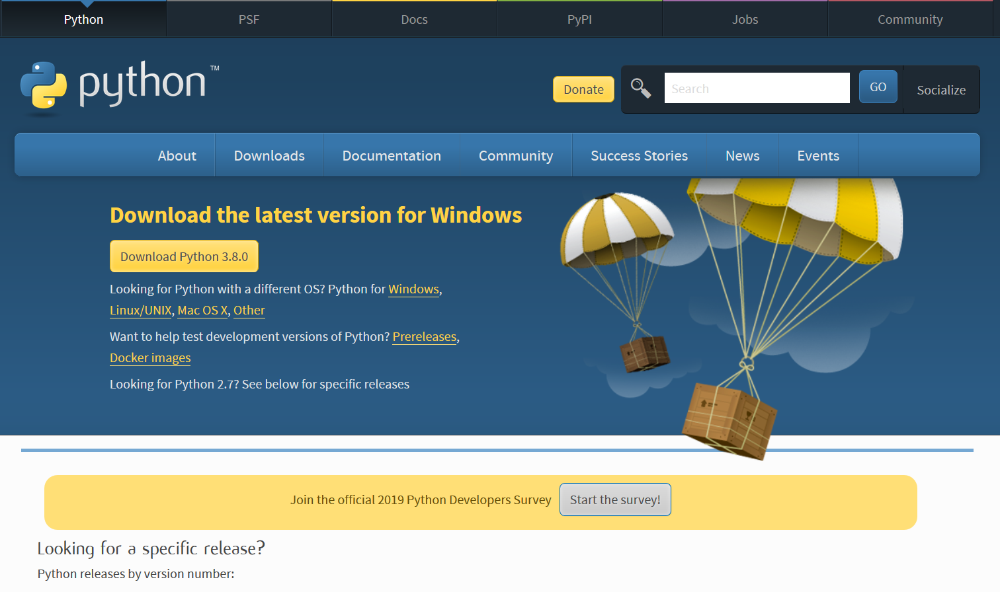 Python
PSF
Docs
PyPI
Jobs
Community
python™
Donate
Search
GO
Socialize
About
Downloads
Documentation
Community
Success Stories
News
Events
Download the latest version for Windows
Download Python 3.8.0
Looking for Python with a different OS? Python for Windows,
Linux/UNIX, Mac OS X, Other
Want to help test development versions of Python? Prereleases,
Docker images
Looking for Python 2.7? See below for specific releases
Join the official 2019 Python Developers Survey
Start the survey!
Looking for a specific release?
Python releases by version number: